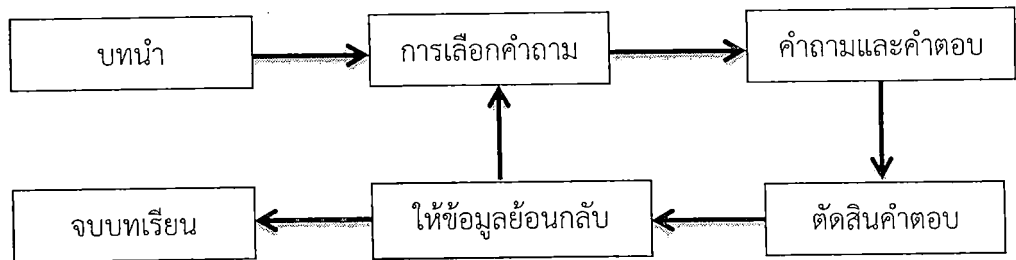 บทนำ
การเลือกคำถาม
คำถามและคำตอบ
จบบทเรียน
ให้ข้อมูลย้อนกลับ
ตัดสินคำตอบ